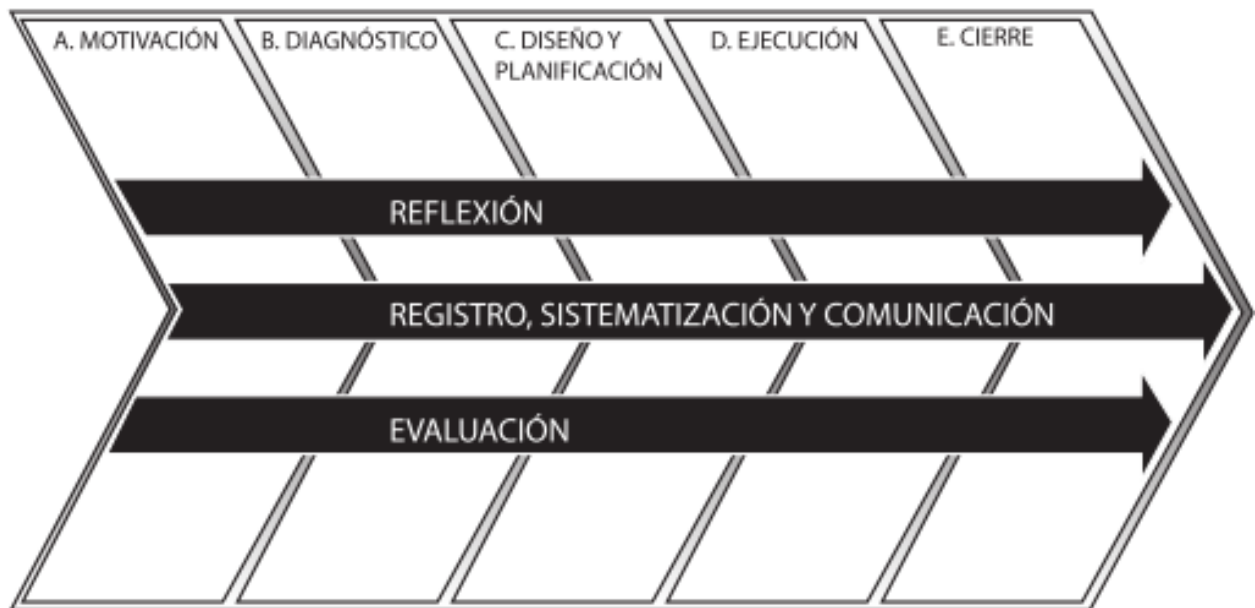 A. MOTIVACIÓN
B. DIAGNÓSTICO
C. DISEÑO Y
PLANIFICACIÓN
D. EJECUCIÓN
E. CIERRE
REFLEXIÓN
REGISTRO, SISTEMATIZACIÓN Y COMUNICACIÓN
EVALUACIÓN